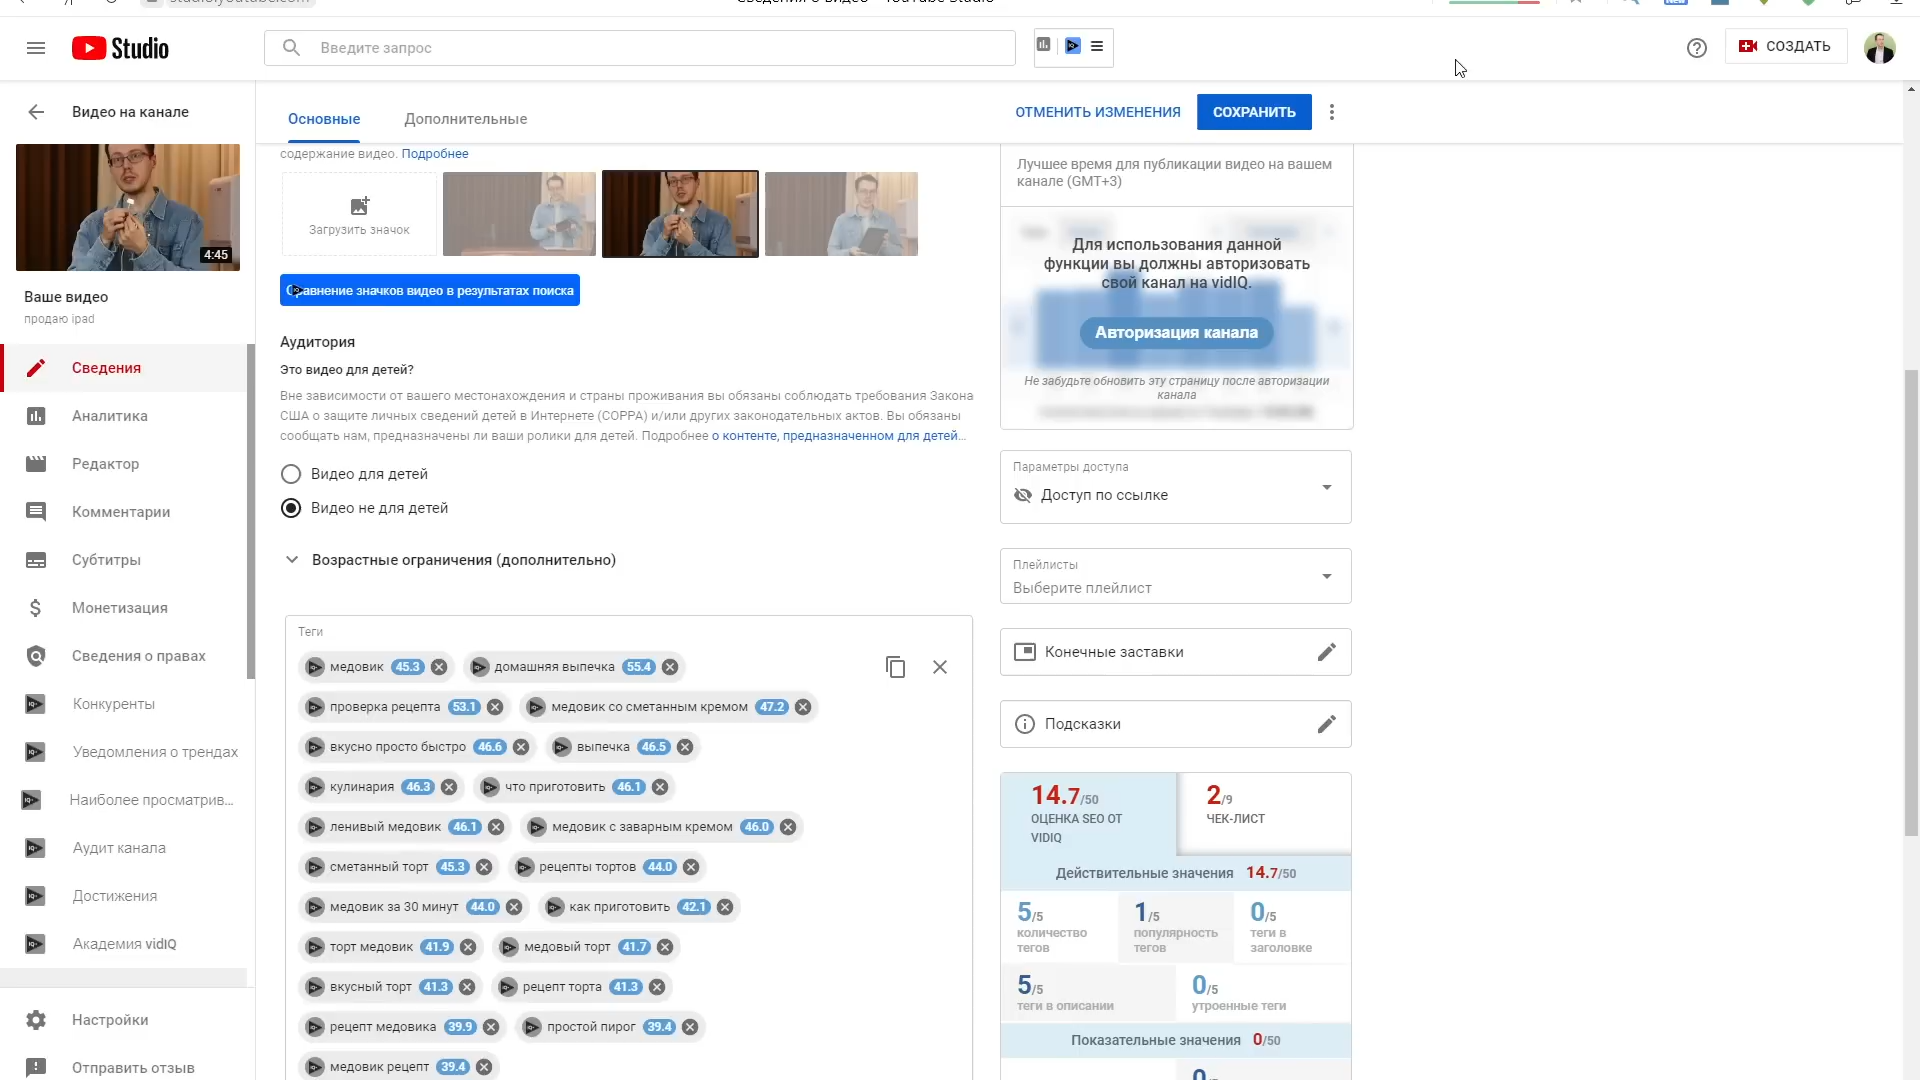 Сведения о видео - YouTube Studio
Studio
Введите запрос
СОЗДАТЬ
Видео на канале
Основные
Дополнительные
ОТМЕНИТЬ ИЗМЕНЕНИЯ
СОХРАНИТЬ
4:45
Ваше видео
продаю ipad
Сведения
Аналитика
Редактор
Комментарии
Субтитры
Монетизация
Сведения о правах
Конкуренты
Уведомления о трендах
Наиболее просматрив...
Аудит канала
Достижения
Академия vidIQ
Настройки
Отправить отзыв
содержание видео. Подробнее
Загрузить значок
Сравнение значков видео в результатах поиска
Аудитория
Это видео для детей?
Вне зависимости от вашего местонахождения и страны проживания вы обязаны соблюдать требования Закона
США о защите личных сведений детей в Интернете (COPPA) и/или других законодательных актов. Вы обязаны
сообщать нам, предназначены ли ваши ролики для детей. Подробнее о контенте, предназначенном для детей...
Видео для детей
Видео не для детей
Возрастные ограничения (дополнительно)
Теги
медовик 45.3 домашняя выпечка 55.4
проверка рецепта 53.1 медовик со сметанным кремом 47.2
вкусно просто быстро 46.6 выпечка 46.5
кулинария 46.3 что приготовить 46.1
ленивый медовик 46.1 медовик с заварным кремом 46.0
сметанный торт 45.3 рецепты тортов 44.0
медовик за 30 минут 44.0 как приготовить 42.1
торт медовик 41.9 медовый торт 41.7
вкусный торт 41.3 рецепт торта 41.3
рецепт медовика 39.9 простой пирог 39.4
медовик рецепт 39.4
Лучшее время для публикации видео на вашем
канале (GMT+3)
Для использования данной
функции вы должны авторизовать
свой канал на vidIQ.
Авторизация канала
Не забудьте обновить эту страницу после авторизации
канала
Параметры доступа
Доступ по ссылке
Плейлисты
Выберите плейлист
Конечные заставки
Подсказки
14.7/50
ОЦЕНКА SEO ОТ
VIDIQ
2/9
ЧЕК-ЛИСТ
Действительные значения 14.7/50
5/5
количество
тегов
1/5
популярность
тегов
0/5
теги в
заголовке
5/5
теги в описании
0/5
утроенные теги
Показательные значения 0/50